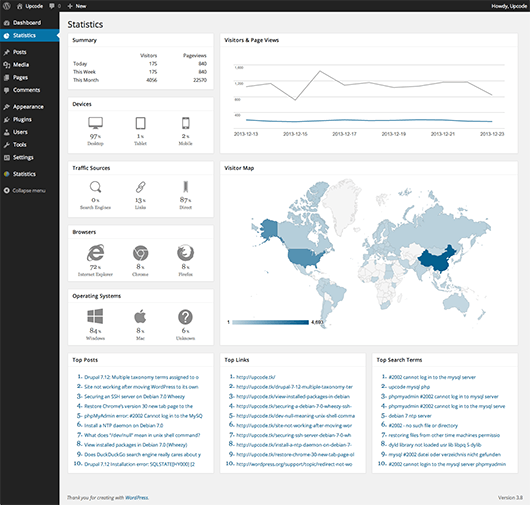 Upcode 0 New
Howdy, Upcode
Dashboard
Statistics
Posts
Media
Pages
Comments
Appearance
Plugins
Users
Tools
Settings
Statistics
Collapse menu
Statistics
Summary
Visitors Pageviews
Today 175 840
This Week 175 840
This Month 4056 22570
Devices
97% 1% 2%
Desktop Tablet Mobile
Traffic Sources
0% 13% 87%
Search Engines Links Direct
Browsers
72% 8% 8%
Internet Explorer Chrome Firefox
Operating Systems
84% 8% 6%
Windows Mac Unknown
Visitors & Page Views
1,600
1,200
800
400
2013-12-13 2013-12-15 2013-12-16 2013-12-17 2013-12-19 2013-12-20 2013-12-21 2013-12-23
Visitor Map
1 4,693
Top Posts
1. Drupal 7.12: Multiple taxonomy terms assigned to o
2. Site not working after moving WordPress to its own
3. Securing an SSH server on Debian 7.0 Wheezy
4. Restore Chrome's version 30 new tab page to the
5. phpMyAdmin error: #2002 Cannot log in to the MySQ
6. Install a NTP daemon on Debian 7.0
7. What does "/dev/null" mean in unix shell command?
8. View installed packages in Debian 7.0 (Wheezy)
9. Does DuckDuckGo search engine really cares about y
10. Drupal 7.12 Installation error: SQLSTATE[HY000] [2
Top Links
1. http://upcode.tk/
2. http://upcode.tk/drupal-7-12-multiple-taxonomy-ter
3. http://upcode.tk/view-installed-packages-in-debian
4. http://upcode.tk/securing-a-debian-7-0-wheezy-ssh-
5. http://upcode.tk/dev-null-meaning-unix-shell-comma
6. http://upcode.tk/site-not-working-after-moving-wor
7. http://upcode.tk/securing-ssh-server-debian-7-0-wh
8. http://upcode.tk/install-a-ntp-daemon-on-debian-7-
9. http://upcode.tk/restore-chrome-30-new-tab-page-ol
10. http://wordpress.org/support/topic/redirect-not-wo
Top Search Terms
1. #2002 cannot log in to the mysql server
2. upcode mysql php
3. phpmyadmin #2002 cannot log in to the mysql serve
4. phpmyadmin #2002 cannot log in to the mysql serve
5. debian 7 ntp server
6. #2002 - no such file or directory
7. restoring files from other time machines permissio
8. dyld library not loaded usr lib libpq.5.dylib
9. mysql #2002 datei oder verzeichnis nicht gefunden
10. #2002 cannot log in to the mysql server phpmyadmin
Thank you for creating with WordPress.
Version 3.8